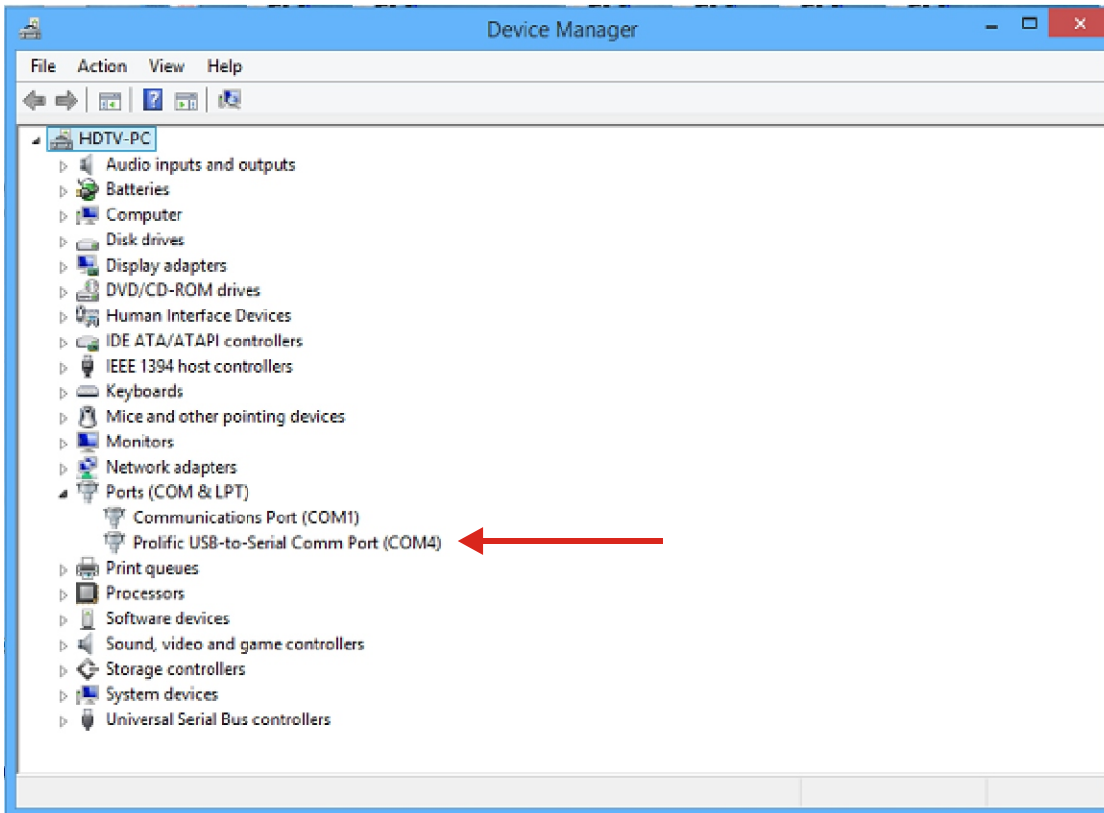 Device Manager
File Action View Help
HDTV-PC
Audio inputs and outputs
Batteries
Computer
Disk drives
Display adapters
DVD/CD-ROM drives
Human Interface Devices
IDE ATA/ATAPI controllers
IEEE 1394 host controllers
Keyboards
Mice and other pointing devices
Monitors
Network adapters
Ports (COM & LPT)
Communications Port (COM1)
Prolific USB-to-Serial Comm Port (COM4)
Print queues
Processors
Software devices
Sound, video and game controllers
Storage controllers
System devices
Universal Serial Bus controllers